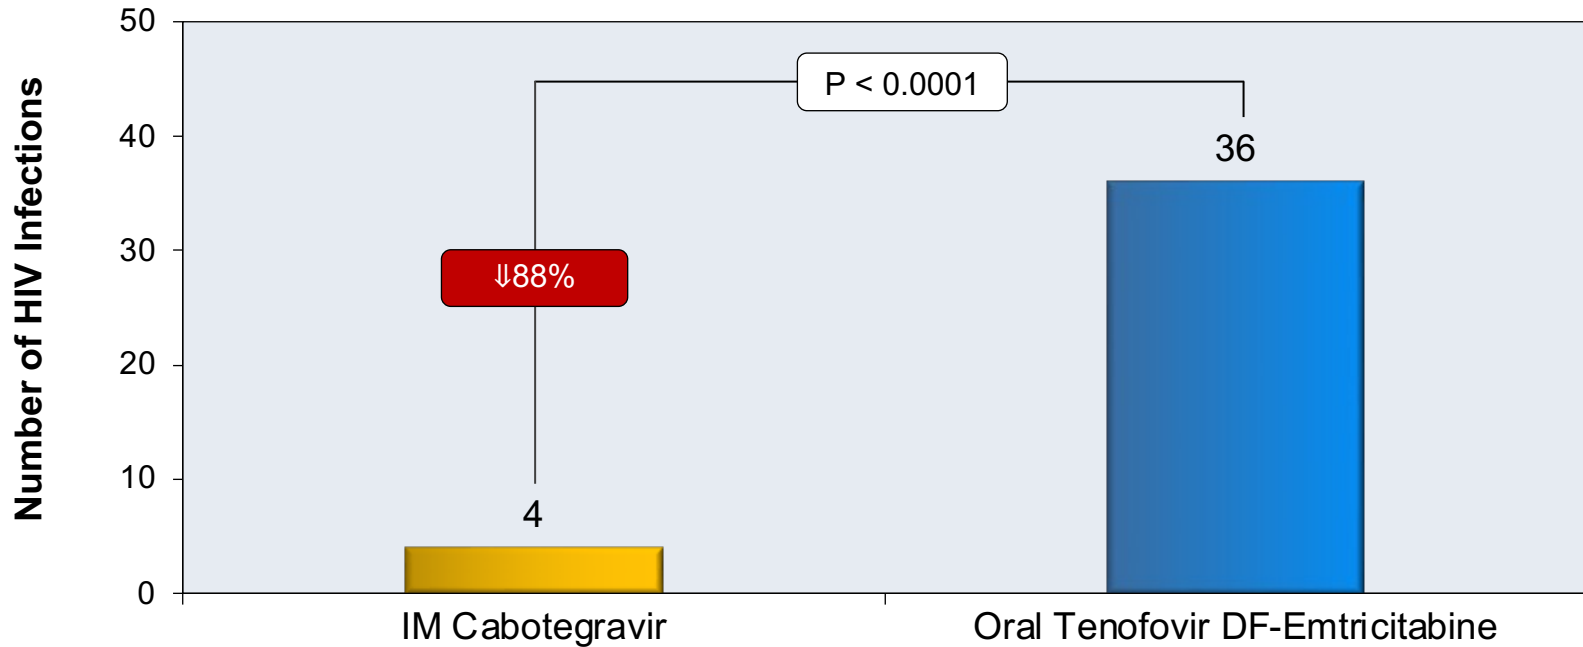 Number of HIV Infections
50
40
30
20
10
0
P < 0.0001
36
⇓88%
4
IM Cabotegravir
Oral Tenofovir DF-Emtricitabine